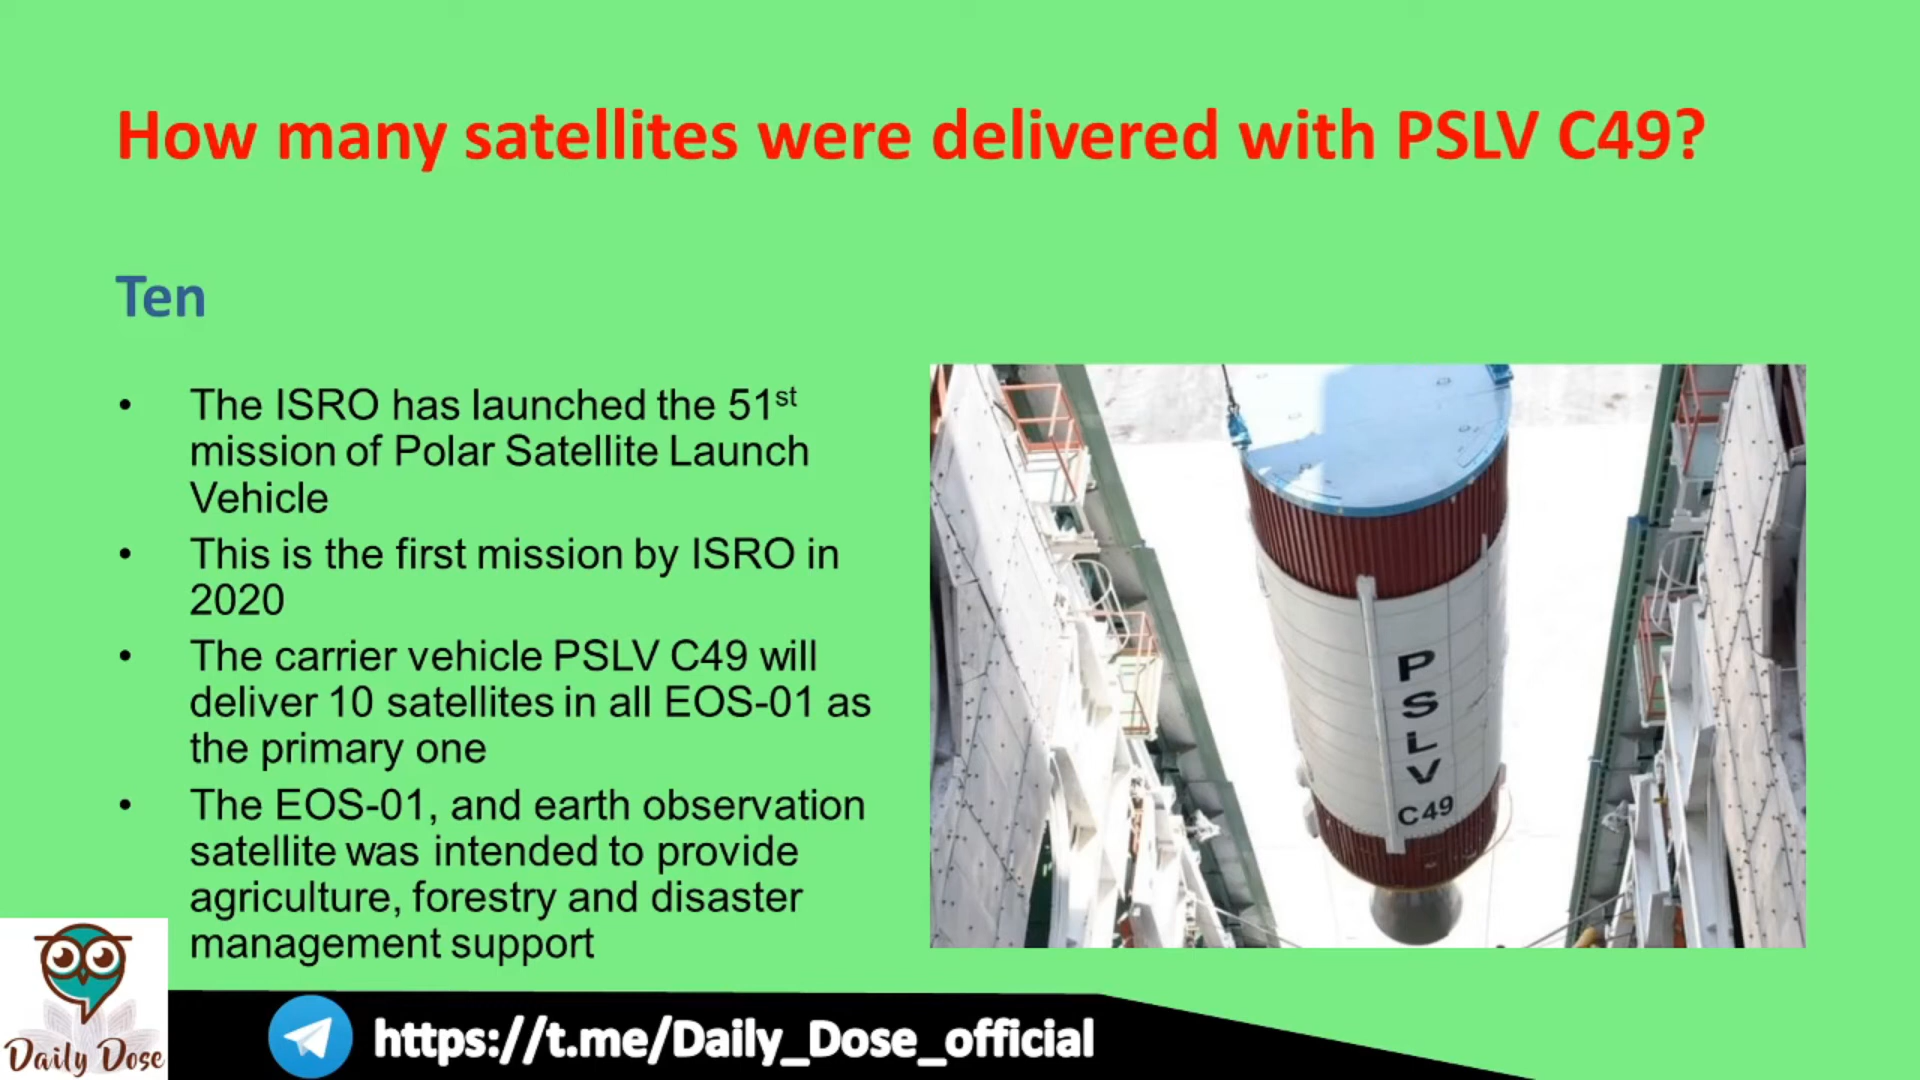 How many satellites were delivered with PSLV C49?
Ten
• The ISRO has launched the 51st
mission of Polar Satellite Launch
Vehicle
• This is the first mission by ISRO in
2020
• The carrier vehicle PSLV C49 will
deliver 10 satellites in all EOS-01 as
the primary one
• The EOS-01, and earth observation
satellite was intended to provide
agriculture, forestry and disaster
management support
P
S
L
V
C49
Daily Dose
https://t.me/Daily_Dose_official